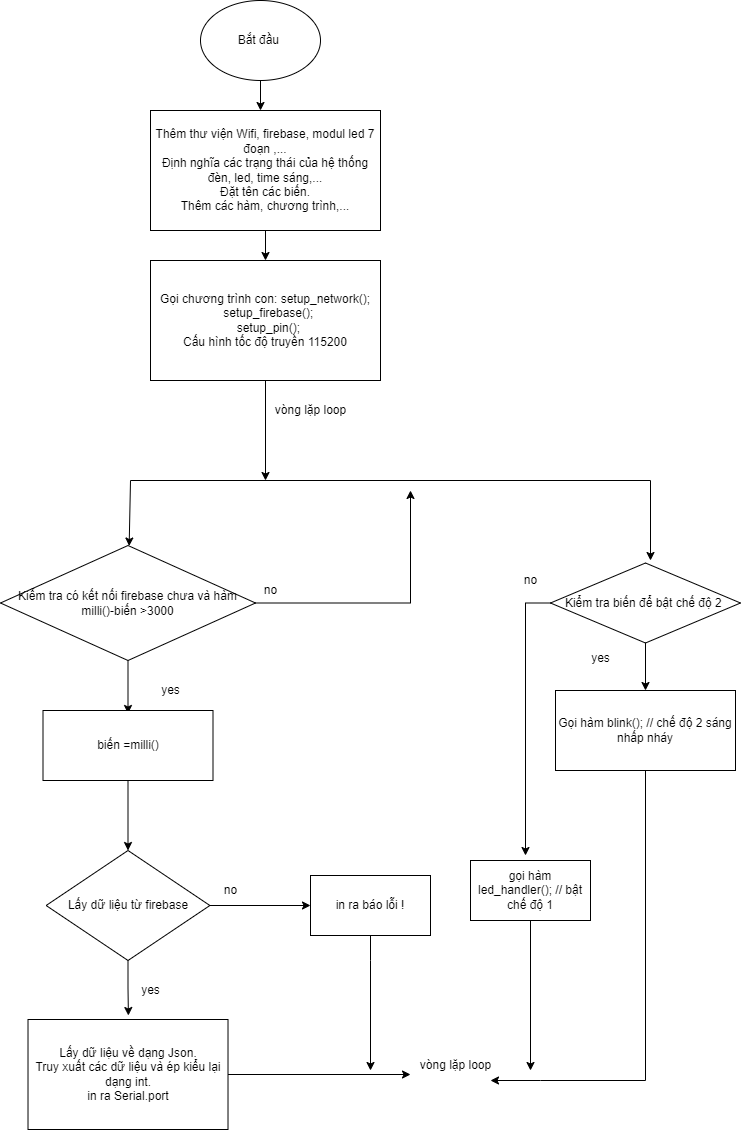 Bắt đầu
Thêm thư viện Wifi, firebase, modul led 7
đoạn ,...
Định nghĩa các trạng thái của hệ thống
đèn, led, time sáng,...
Đặt tên các biến.
Thêm các hàm, chương trình,...
Gọi chương trình con: setup_network();
setup_firebase();
setup_pin();
Cấu hình tốc độ truyền 115200
vòng lặp loop
Kiểm tra có kết nối firebase chưa và hàm
milli()-biến >3000
no
no
Kiểm tra biến để bật chế độ 2
yes
yes
biến =milli()
Gọi hàm blink(); // chế độ 2 sáng
nhấp nháy
Lấy dữ liệu từ firebase
no
in ra báo lỗi !
gọi hàm
led_handler(); // bật
chế độ 1
yes
Lấy dữ liệu về dạng Json.
Truy xuất các dữ liệu và ép kiểu lại
dạng int.
in ra Serial.port
vòng lặp loop